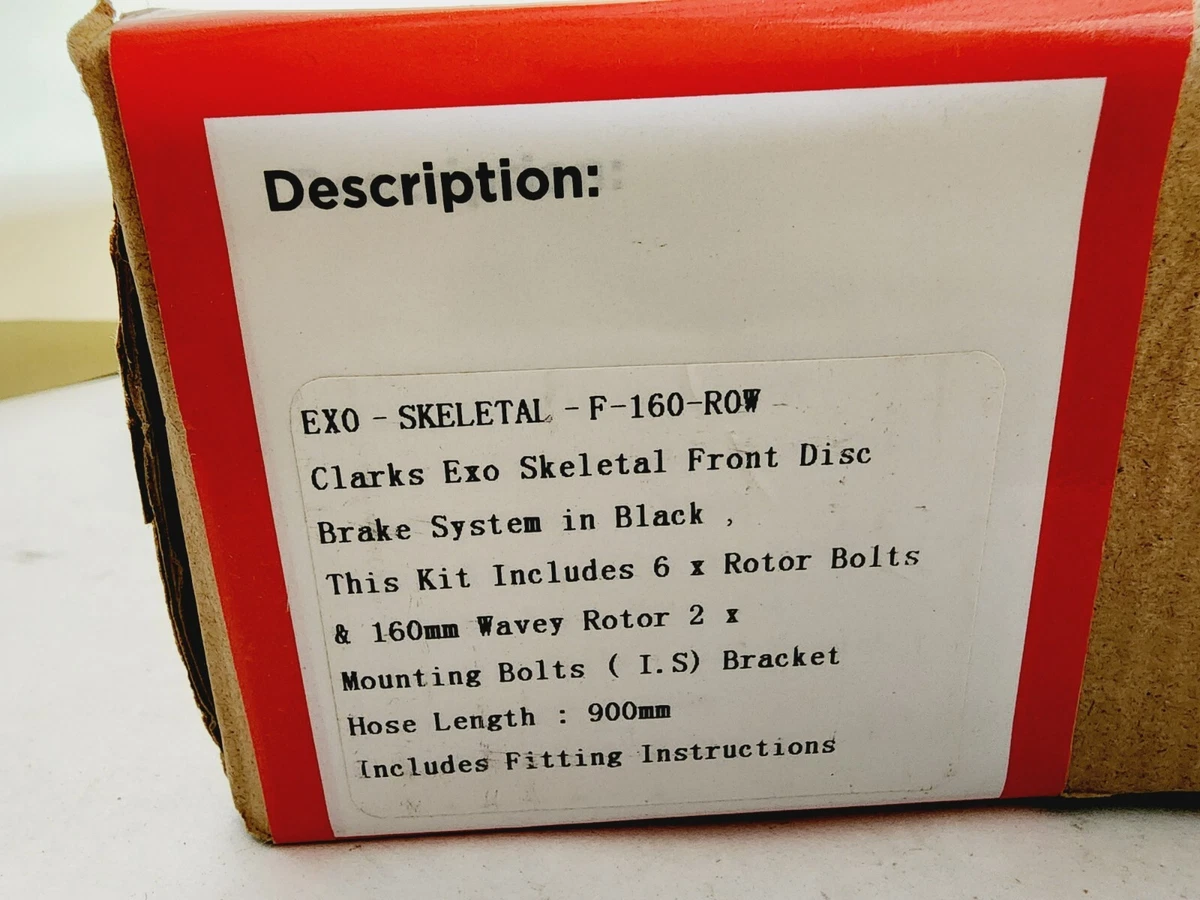 Description:
EXO - SKELETAL - F-160-ROW
Clarks Exo Skeletal Front Disc
Brake System in Black ,
This Kit Includes 6 x Rotor Bolts
& 160mm Wavey Rotor 2 x
Mounting Bolts ( I.S) Bracket
Hose Length : 900mm
Includes Fitting Instructions